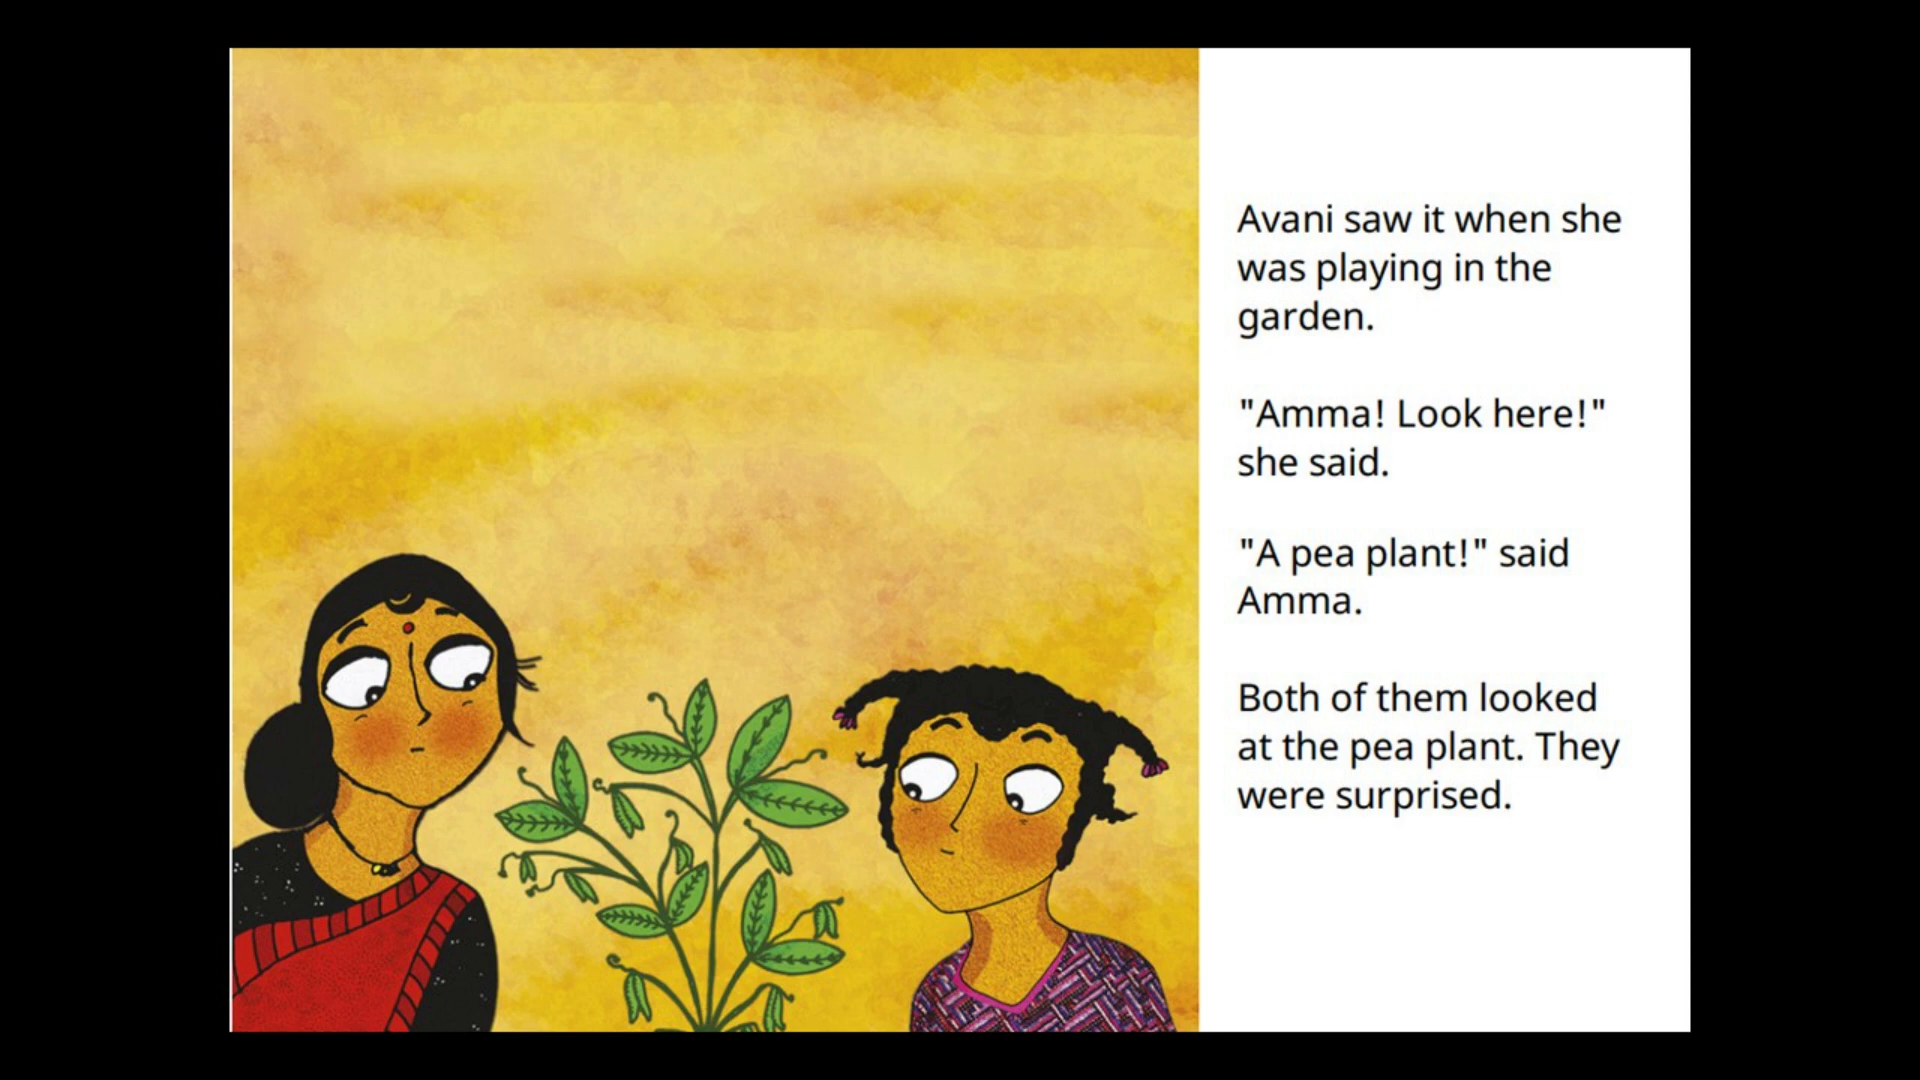 Avani saw it when she
was playing in the
garden.
"Amma! Look here!"
she said.
"A pea plant!" said
Amma.
Both of them looked
at the pea plant. They
were surprised.